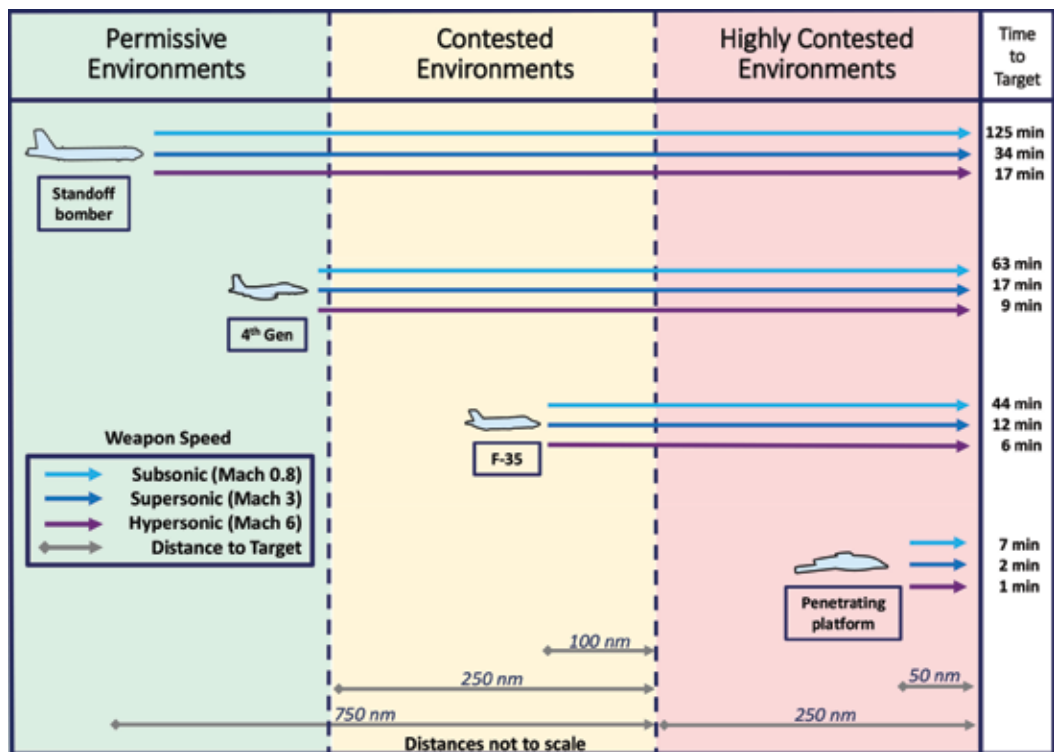 Permissive
Environments
Contested
Environments
Highly Contested
Environments
Time
to
Target
125 min
34 min
17 min
Standoff
bomber
63 min
17 min
9 min
4th Gen
44 min
12 min
6 min
F-35
Weapon Speed
Subsonic (Mach 0.8)
Supersonic (Mach 3)
Hypersonic (Mach 6)
Distance to Target
7 min
2 min
1 min
Penetrating
platform
100 nm
250 nm
50 nm
750 nm
250 nm
Distances not to scale